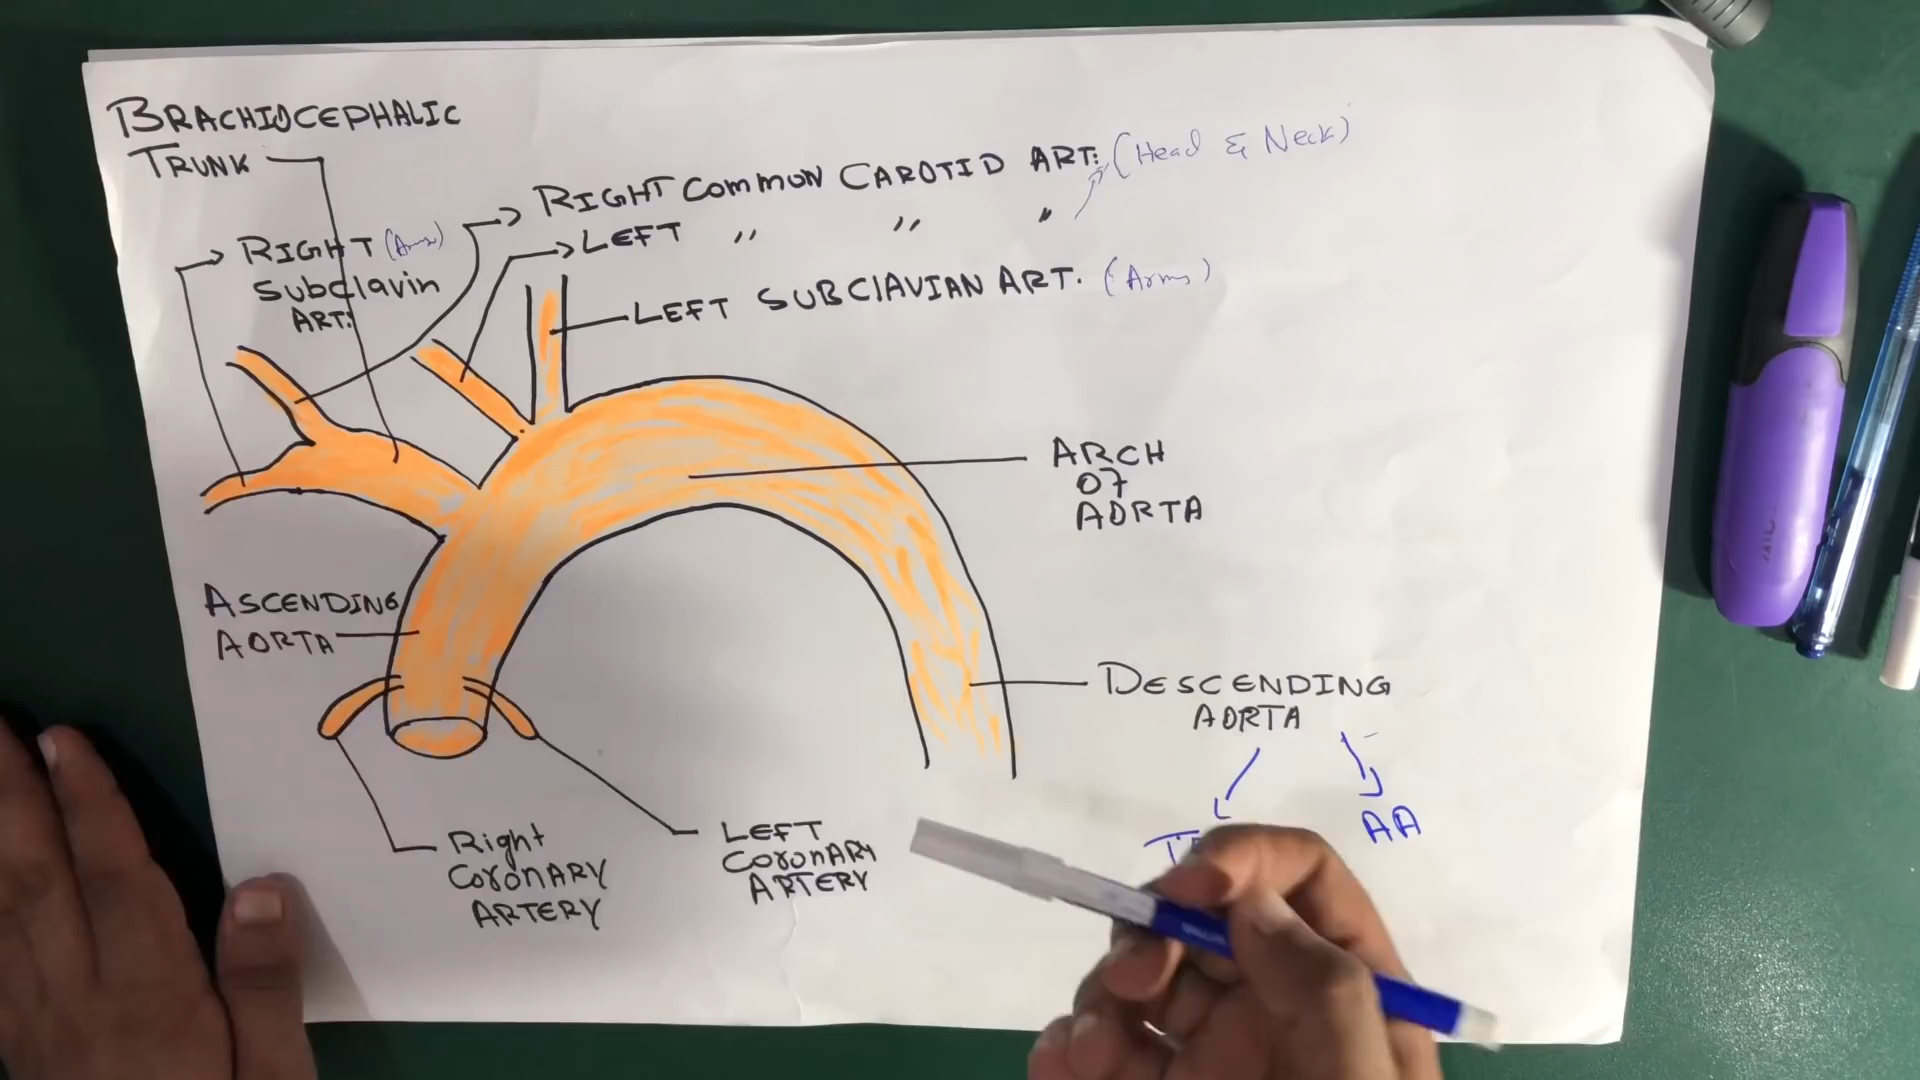 BRACHIOCEPHALIC
TRUNK
RIGHT COMMON CAROTID ART: (Head & Neck)
LEFT " " "
RIGHT (Arms)
Subclavin
ART:
LEFT SUBCLAVIAN ART. (Arms)
ARCH
OF
AORTA
ASCENDING
AORTA
DESCENDING
AORTA
AA
Right
CORONARY
ARTERY
LEFT
CORONARY
ARTERY